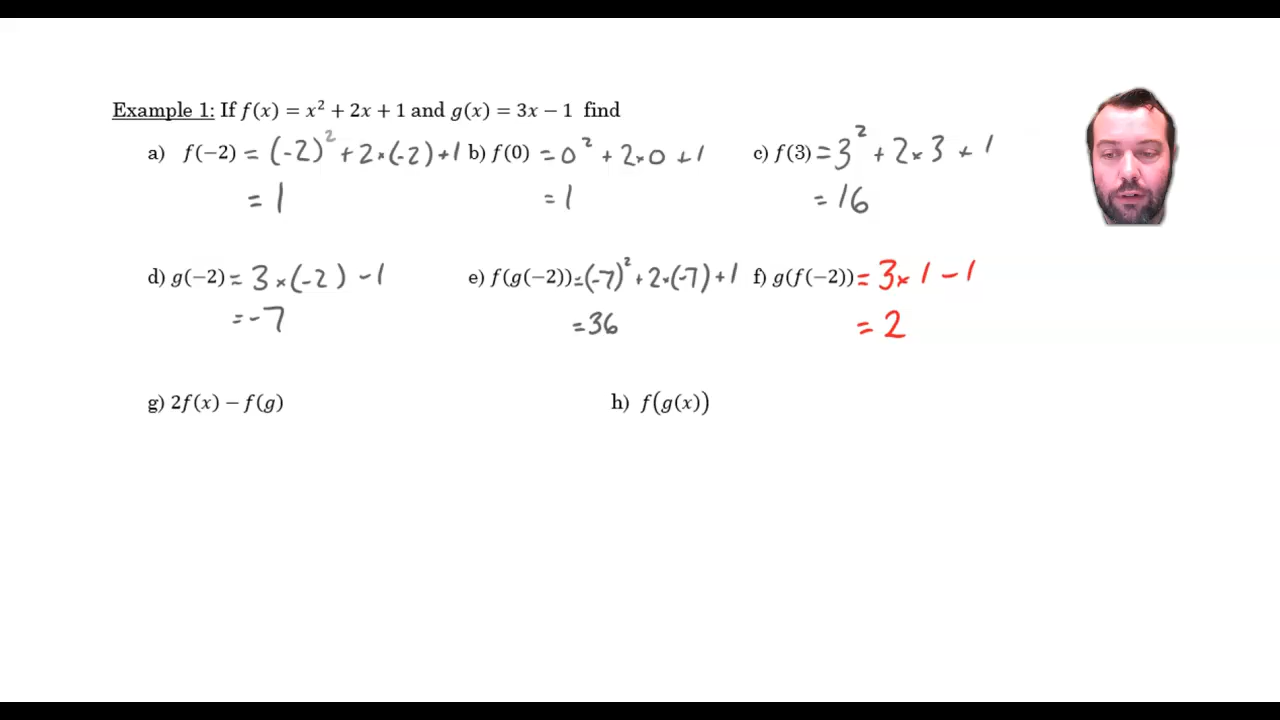 Example 1: If f(x) = x² + 2x + 1 and g(x) = 3x − 1 find
a) f(−2) = (-2)² + 2×(-2) +1 b) f(0) = 0² + 2×0 +1 c) f(3) = 3² + 2×3 + 1
= 1 = 1 = 16
d) g(−2) = 3 ×(-2) -1 e) f(g(−2)) = (-7)² + 2×(-7) +1 f) g(f(−2)) = 3× 1 - 1
= -7 = 36 = 2
g) 2f(x) − f(g) h) f(g(x))